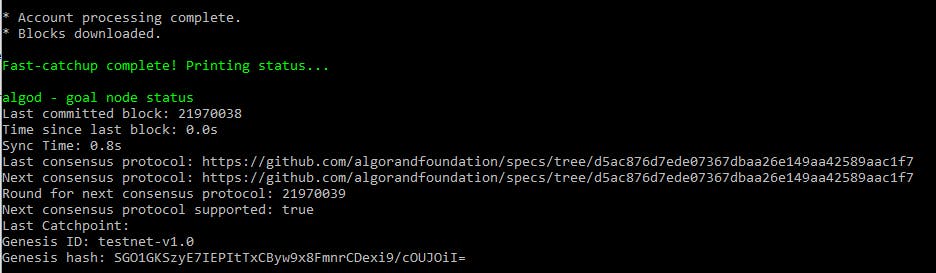 * Account processing complete.
* Blocks downloaded.
Fast-catchup complete! Printing status...
algod - goal node status
Last committed block: 21970038
Time since last block: 0.0s
Sync Time: 0.8s
Last consensus protocol: https://github.com/algorandfoundation/specs/tree/d5ac876d7ede07367dbaa26e149aa42589aac1f7
Next consensus protocol: https://github.com/algorandfoundation/specs/tree/d5ac876d7ede07367dbaa26e149aa42589aac1f7
Round for next consensus protocol: 21970039
Next consensus protocol supported: true
Last Catchpoint:
Genesis ID: testnet-v1.0
Genesis hash: SGO1GKSzyE7IEPItTxCByw9x8FmnrCDexi9/cOUJOiI=